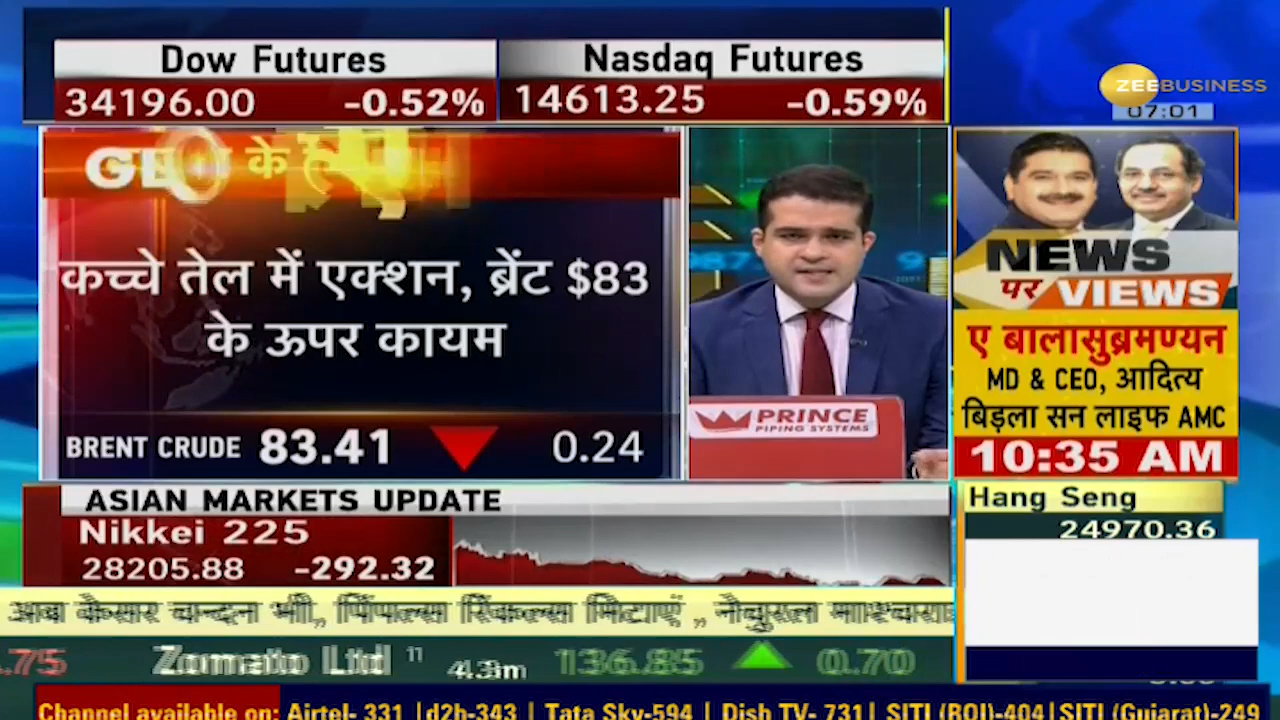 Dow Futures
34196.00 -0.52%
Nasdaq Futures
14613.25 -0.59%
ZEEBUSINESS
07:01
के
कच्चे तेल में एक्शन, ब्रेंट $83
के ऊपर कायम
BRENT CRUDE 83.41 0.24
PRINCE
PIPING SYSTEMS
NEWS
पर VIEWS
ए बालासुब्रमण्यन
MD & CEO, आदित्य
बिड़ला सन लाइफ AMC
10:35 AM
ASIAN MARKETS UPDATE
Nikkei 225
28205.88 -292.32
Hang Seng
24970.36
.75 Zomato Ltd 11 4.3m 136.85 0.70
Channel available on: Airtel- 331 | d2h-343 | Tata Sky-594 | Dish TV- 731| SITI (ROI)-404|SITI (Gujarat)-249